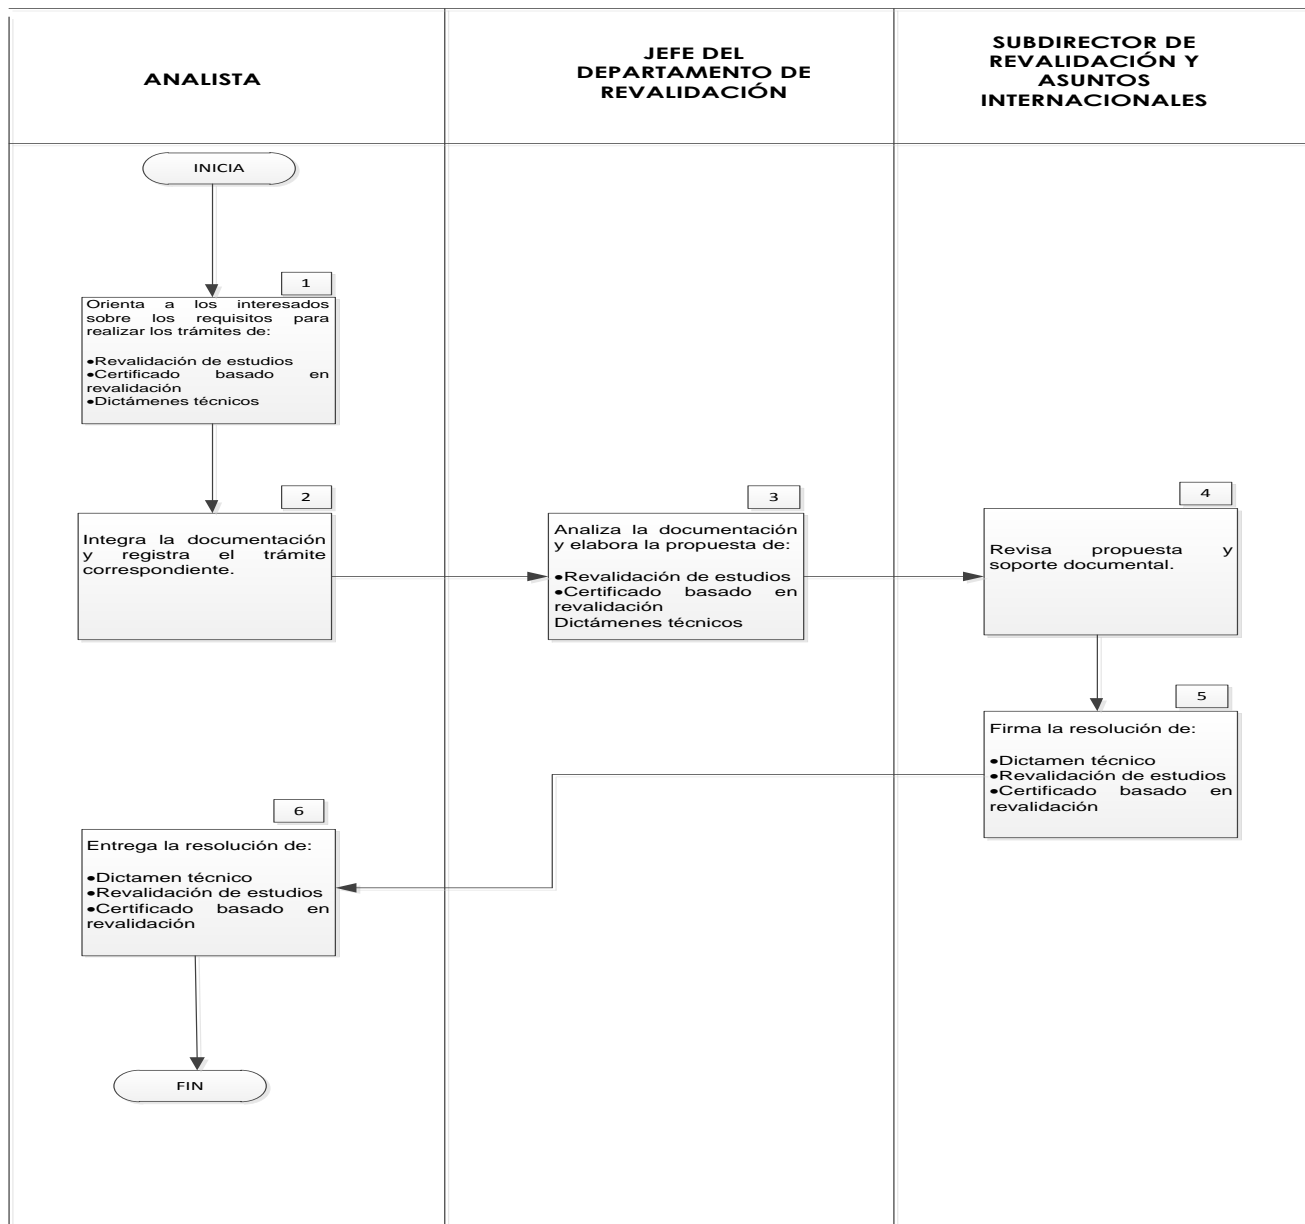 ANALISTA
JEFE DEL
DEPARTAMENTO DE
REVALIDACIÓN
SUBDIRECTOR DE
REVALIDACIÓN Y
ASUNTOS
INTERNACIONALES
INICIA
1
Orienta a los interesados
sobre los requisitos para
realizar los trámites de:
•Revalidación de estudios
•Certificado basado en
revalidación
•Dictámenes técnicos
2
Integra la documentación
y registra el trámite
correspondiente.
3
Analiza la documentación
y elabora la propuesta de:
•Revalidación de estudios
•Certificado basado en
revalidación
Dictámenes técnicos
4
Revisa propuesta y
soporte documental.
5
Firma la resolución de:
•Dictamen técnico
•Revalidación de estudios
•Certificado basado en
revalidación
6
Entrega la resolución de:
•Dictamen técnico
•Revalidación de estudios
•Certificado basado en
revalidación
FIN